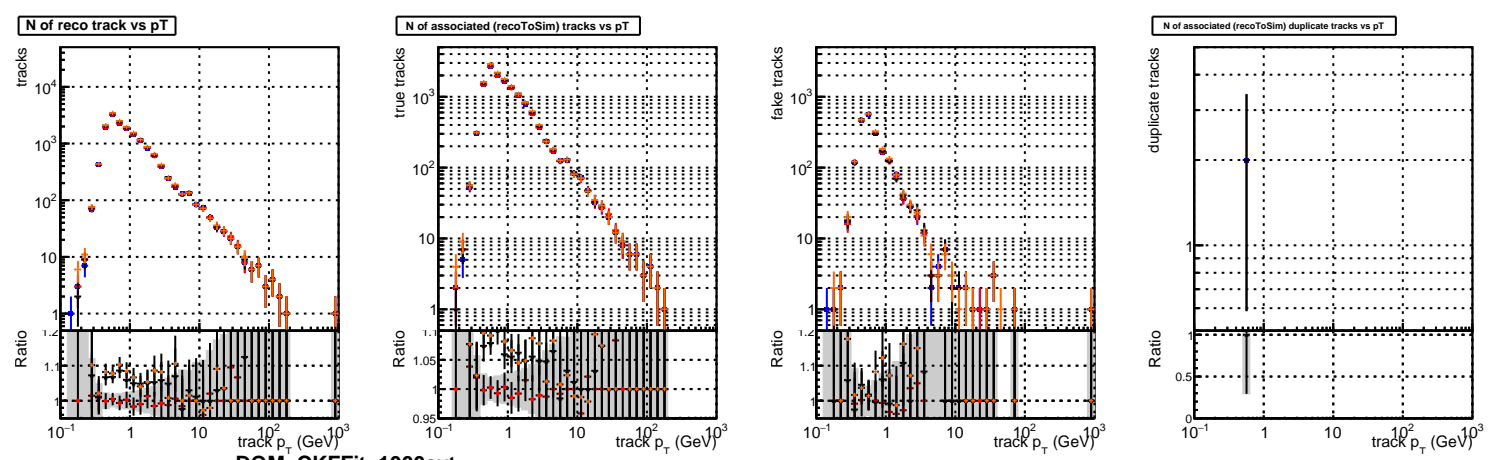 N of reco track vs pT
tracks
10^4
10^3
10^2
10
1
Ratio
1.2
1.1
1
10^-1 1 10 10^2 10^3
track p_T (GeV)
N of associated (recoToSim) tracks vs pT
true tracks
10^3
10^2
10
1
Ratio
1.1
1.05
1
0.95
10^-1 1 10 10^2 10^3
track p_T (GeV)
fake tracks
10^3
10^2
10
1
Ratio
1.2
1.1
1
10^-1 1 10 10^2 10^3
track p_T (GeV)
N of associated (recoToSim) duplicate tracks vs pT
duplicate tracks
1
Ratio
1
0.5
0
10^-1 1 10 10^2 10^3
track p_T (GeV)